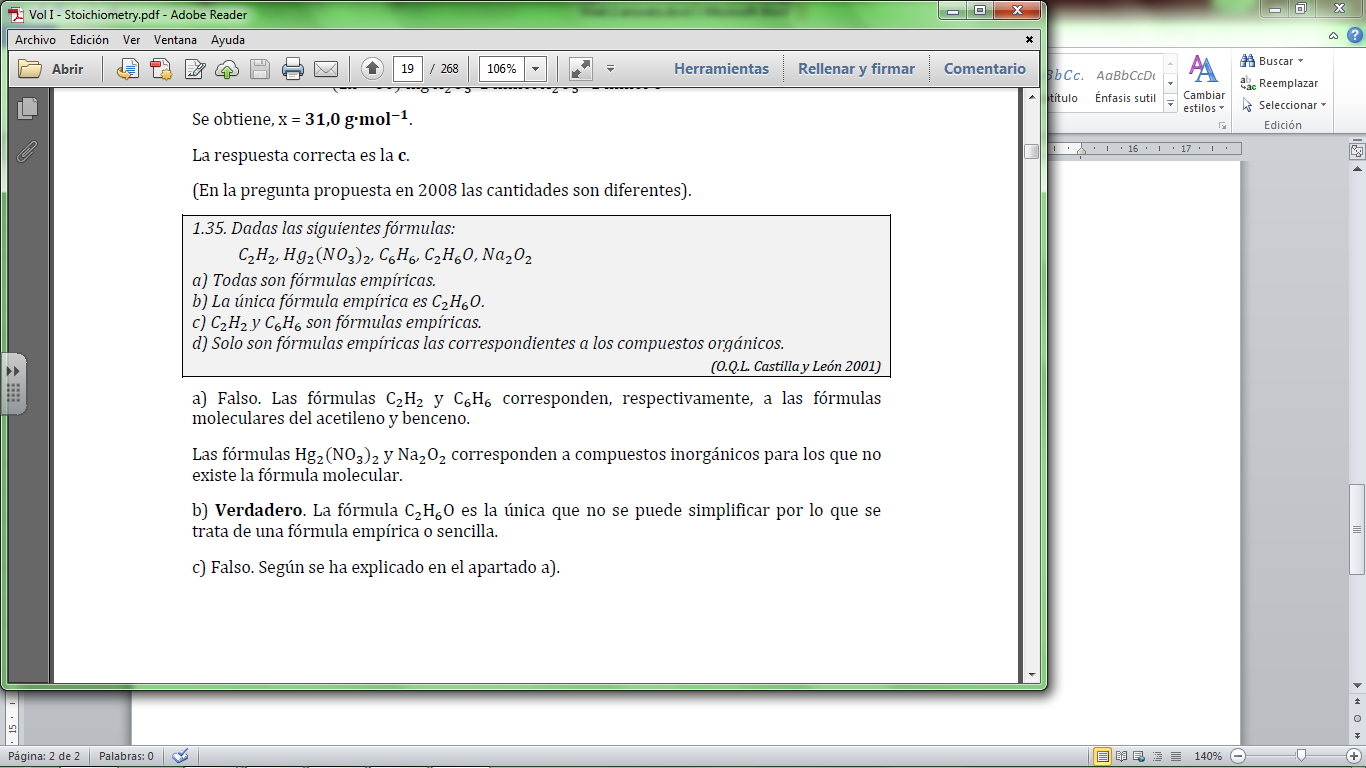 Vol I - Stoichiometry.pdf - Adobe Reader
Archivo Edición Ver Ventana Ayuda
Abrir 19 / 268 106% Herramientas Rellenar y firmar Comentario
Se obtiene, x = 31,0 g·mol⁻¹.
La respuesta correcta es la c.
(En la pregunta propuesta en 2008 las cantidades son diferentes).
1.35. Dadas las siguientes fórmulas:
C₂H₂, Hg₂(NO₃)₂, C₆H₆, C₂H₆O, Na₂O₂
a) Todas son fórmulas empíricas.
b) La única fórmula empírica es C₂H₆O.
c) C₂H₂ y C₆H₆ son fórmulas empíricas.
d) Solo son fórmulas empíricas las correspondientes a los compuestos orgánicos.
(O.Q.L. Castilla y León 2001)
a) Falso. Las fórmulas C₂H₂ y C₆H₆ corresponden, respectivamente, a las fórmulas
moleculares del acetileno y benceno.
Las fórmulas Hg₂(NO₃)₂ y Na₂O₂ corresponden a compuestos inorgánicos para los que no
existe la fórmula molecular.
b) Verdadero. La fórmula C₂H₆O es la única que no se puede simplificar por lo que se
trata de una fórmula empírica o sencilla.
c) Falso. Según se ha explicado en el apartado a).
AaBbCcDc
Énfasis sutil
Cambiar
estilos
Buscar
Reemplazar
Seleccionar
Edición
16 17
15
Página: 2 de 2 Palabras: 0 140%